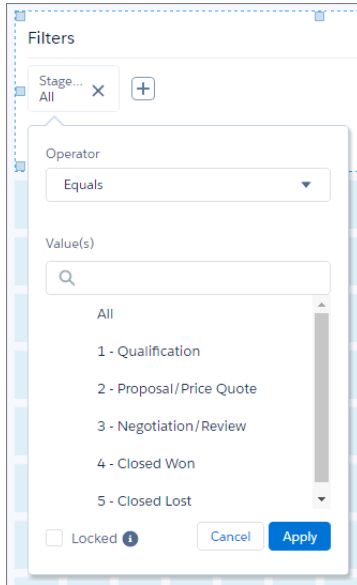 Filters
Stage...
All
Operator
Equals
Value(s)
All
1 - Qualification
2 - Proposal/Price Quote
3 - Negotiation/Review
4 - Closed Won
5 - Closed Lost
Locked
Cancel
Apply